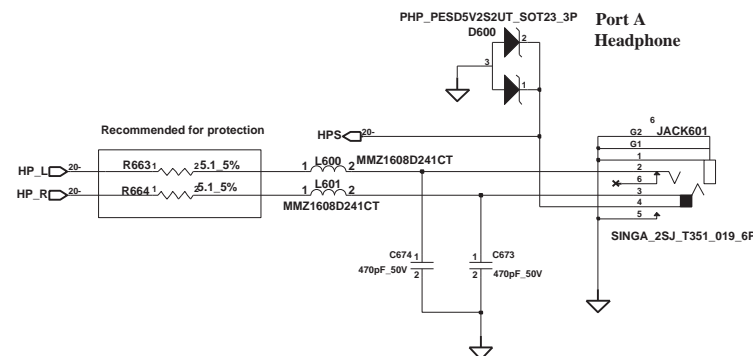 PHP_PESD5V2S2UT_SOT23_3P
D600
Port A
Headphone
2
3
1
Recommended for protection
HPS 20-
6
G2 JACK601
G1
1
HP_L 20- R663 1 2 5.1_5% 1 L600 2 MMZ1608D241CT 2
6
HP_R 20- R664 1 2 5.1_5% 1 L601 2 3
MMZ1608D241CT
4
5
SINGA_2SJ_T351_019_6P
C674 1 1 C673
470pF_50V 2 470pF_50V 2